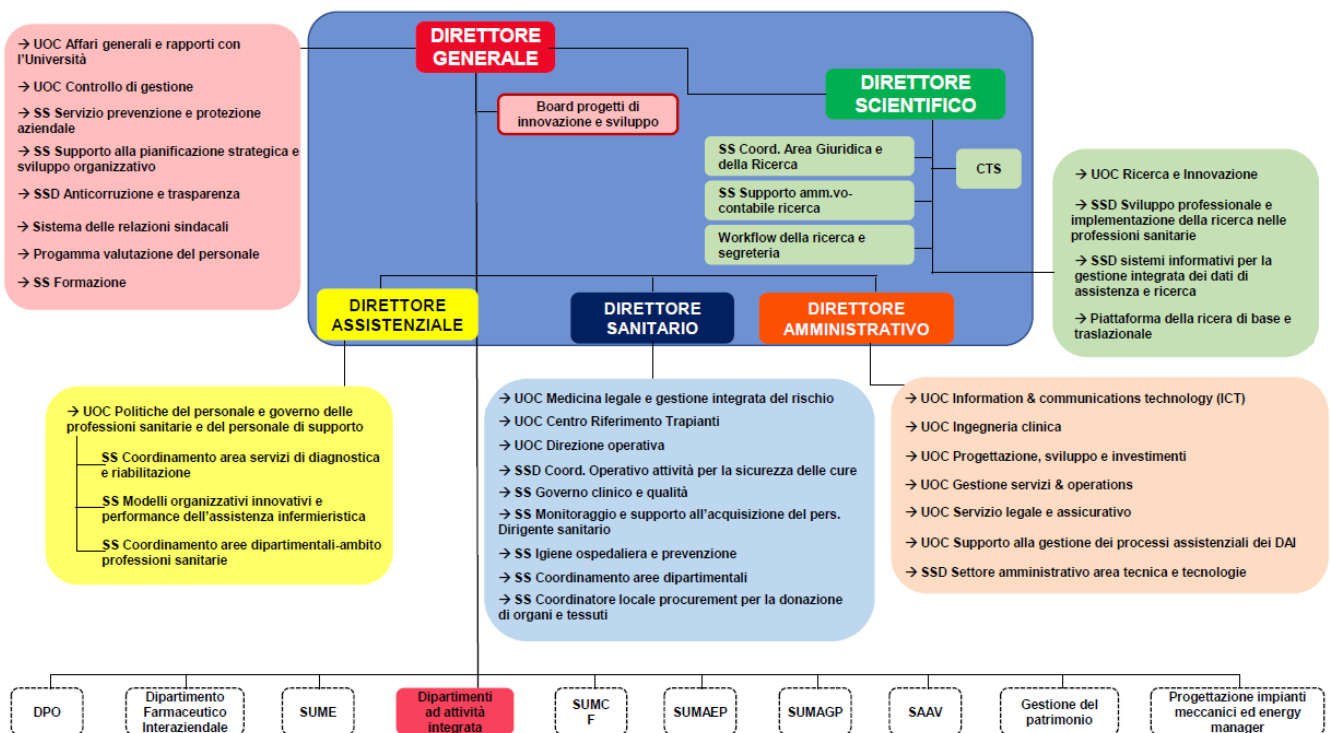 DIRETTORE
GENERALE
→ UOC Affari generali e rapporti con
l'Università
→ UOC Controllo di gestione
→ SS Servizio prevenzione e protezione
aziendale
→ SS Supporto alla pianificazione strategica e
sviluppo organizzativo
→ SSD Anticorruzione e trasparenza
→ Sistema delle relazioni sindacali
→ Progamma valutazione del personale
→ SS Formazione
Board progetti di
innovazione e sviluppo
DIRETTORE
SCIENTIFICO
SS Coord. Area Giuridica e
della Ricerca
CTS
SS Supporto amm.vo-
contabile ricerca
Workflow della ricerca e
segreteria
→ UOC Ricerca e Innovazione
→ SSD Sviluppo professionale e
implementazione della ricerca nelle
professioni sanitarie
→ SSD sistemi informativi per la
gestione integrata dei dati di
assistenza e ricerca
→ Piattaforma della ricera di base e
traslazionale
DIRETTORE
ASSISTENZIALE
DIRETTORE
SANITARIO
DIRETTORE
AMMINISTRATIVO
→ UOC Politiche del personale e governo delle
professioni sanitarie e del personale di supporto
SS Coordinamento area servizi di diagnostica
e riabilitazione
SS Modelli organizzativi innovativi e
performance dell'assistenza infermieristica
SS Coordinamento aree dipartimentali-ambito
professioni sanitarie
→ UOC Medicina legale e gestione integrata del rischio
→ UOC Centro Riferimento Trapianti
→ UOC Direzione operativa
→ SSD Coord. Operativo attività per la sicurezza delle cure
→ SS Governo clinico e qualità
→ SS Monitoraggio e supporto all'acquisizione del pers.
Dirigente sanitario
→ SS Igiene ospedaliera e prevenzione
→ SS Coordinamento aree dipartimentali
→ SS Coordinatore locale procurement per la donazione
di organi e tessuti
→ UOC Information & communications technology (ICT)
→ UOC Ingegneria clinica
→ UOC Progettazione, sviluppo e investimenti
→ UOC Gestione servizi & operations
→ UOC Servizio legale e assicurativo
→ UOC Supporto alla gestione dei processi assistenziali dei DAI
→ SSD Settore amministrativo area tecnica e tecnologie
DPO
Dipartimento
Farmaceutico
Interaziendale
SUME
Dipartimenti
ad attività
integrata
SUMC
F
SUMAEP
SUMAGP
SAAV
Gestione del
patrimonio
Progettazione impianti
meccanici ed energy
manager